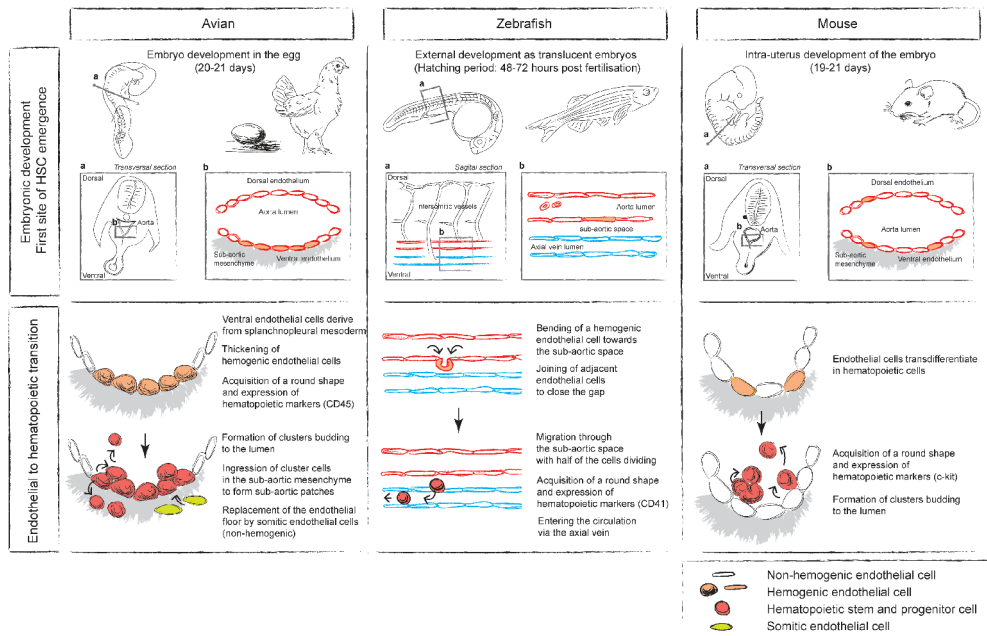 Avian
Zebrafish
Mouse
Embryonic development
First site of HSC emergence
Embryo development in the egg
(20-21 days)
a
a
Transversal section
Dorsal
b
Aorta
Ventral
b
Dorsal endothelium
Aorta lumen
Sub-aortic
mesenchyme
Ventral endothelium
External development as translucent embryos
(Hatching period: 48-72 hours post fertilisation)
a
a
Sagital section
Dorsal
Intersomitic vessels
b
Ventral
b
Aorta lumen
sub-aortic space
Axial vein lumen
Intra-uterus development of the embryo
(19-21 days)
a
a
Transversal section
Dorsal
b
Aorta
Ventral
b
Dorsal endothelium
Aorta lumen
Sub-aortic
mesenchyme
Ventral endothelium
Endothelial to hematopoietic transition
Ventral endothelial cells derive
from splanchnopleural mesoderm
Thickening of
hemogenic endothelial cells
Acquisition of a round shape
and expression of
hematopoietic markers (CD45)
Formation of clusters budding
to the lumen
Ingression of cluster cells
in the sub-aortic mesenchyme
to form sub-aortic patches
Replacement of the endothelial
floor by somitic endothelial cells
(non-hemogenic)
Bending of a hemogenic
endothelial cell towards
the sub-aortic space
Joining of adjacent
endothelial cells
to close the gap
Migration through
the sub-aortic space
with half of the cells dividing
Acquisition of a round shape
and expression of
hematopoietic markers (CD41)
Entering the circulation
via the axial vein
Endothelial cells transdifferentiate
in hematopoietic cells
Acquisition of a round shape
and expression of
hematopoietic markers (c-kit)
Formation of clusters budding
to the lumen
Non-hemogenic endothelial cell
Hemogenic endothelial cell
Hematopoietic stem and progenitor cell
Somitic endothelial cell